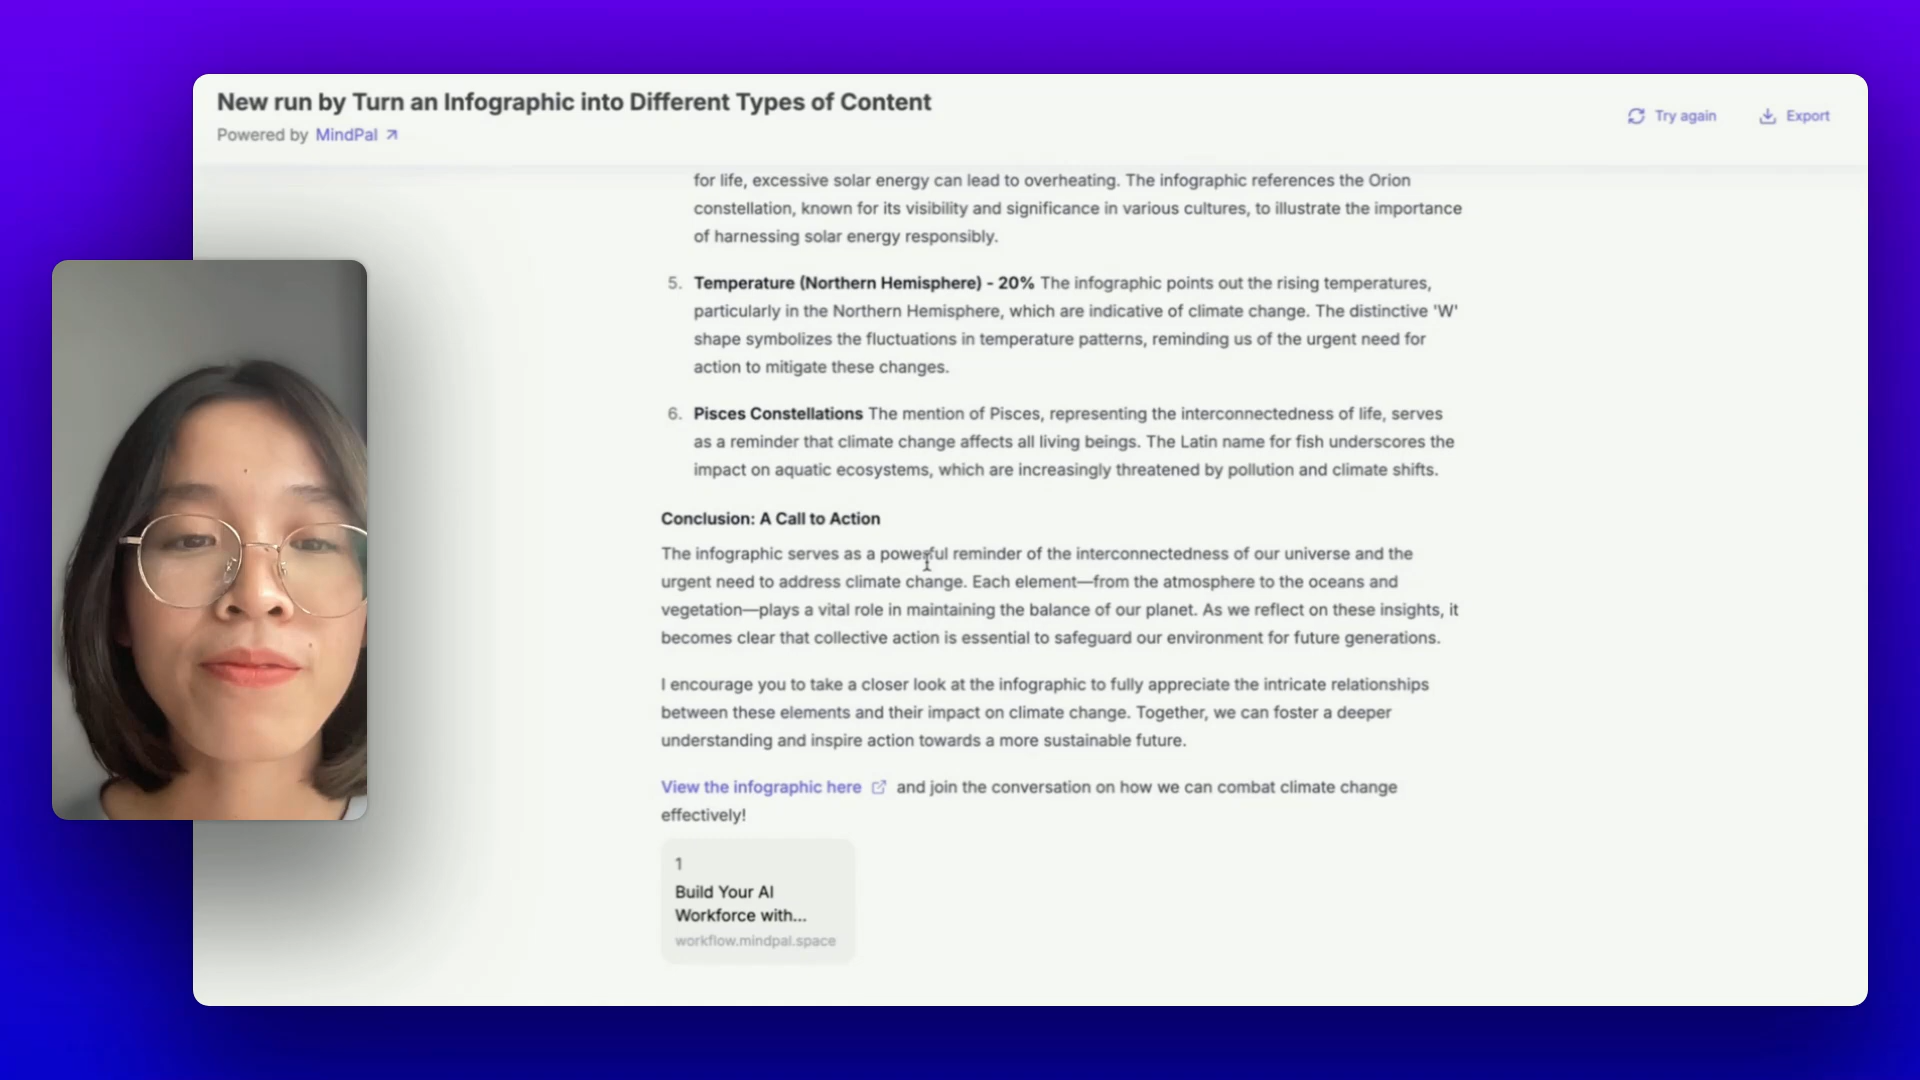 New run by Turn an Infographic into Different Types of Content
Powered by MindPal
Try again
Export
for life, excessive solar energy can lead to overheating. The infographic references the Orion
constellation, known for its visibility and significance in various cultures, to illustrate the importance
of harnessing solar energy responsibly.
5. Temperature (Northern Hemisphere) - 20% The infographic points out the rising temperatures,
particularly in the Northern Hemisphere, which are indicative of climate change. The distinctive 'W'
shape symbolizes the fluctuations in temperature patterns, reminding us of the urgent need for
action to mitigate these changes.
6. Pisces Constellations The mention of Pisces, representing the interconnectedness of life, serves
as a reminder that climate change affects all living beings. The Latin name for fish underscores the
impact on aquatic ecosystems, which are increasingly threatened by pollution and climate shifts.
Conclusion: A Call to Action
The infographic serves as a powerful reminder of the interconnectedness of our universe and the
urgent need to address climate change. Each element—from the atmosphere to the oceans and
vegetation—plays a vital role in maintaining the balance of our planet. As we reflect on these insights, it
becomes clear that collective action is essential to safeguard our environment for future generations.
I encourage you to take a closer look at the infographic to fully appreciate the intricate relationships
between these elements and their impact on climate change. Together, we can foster a deeper
understanding and inspire action towards a more sustainable future.
View the infographic here and join the conversation on how we can combat climate change
effectively!
1
Build Your AI
Workforce with...
workflow.mindpal.space